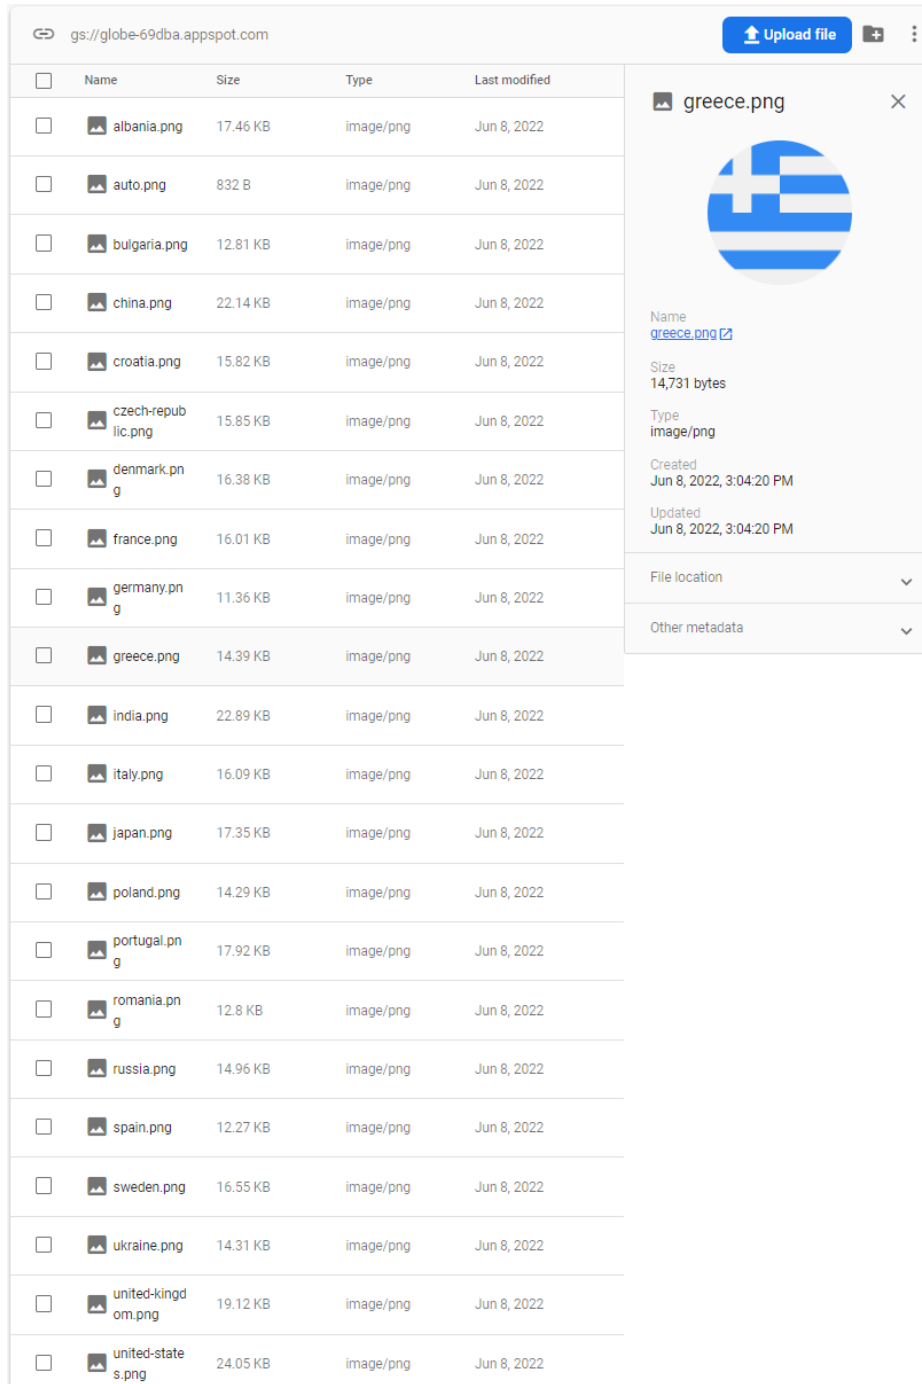 gs://globe-69dba.appspot.com
Upload file
Name Size Type Last modified
albania.png 17.46 KB image/png Jun 8, 2022
auto.png 832 B image/png Jun 8, 2022
bulgaria.png 12.81 KB image/png Jun 8, 2022
china.png 22.14 KB image/png Jun 8, 2022
croatia.png 15.82 KB image/png Jun 8, 2022
czech-repub
lic.png 15.85 KB image/png Jun 8, 2022
denmark.pn
g 16.38 KB image/png Jun 8, 2022
france.png 16.01 KB image/png Jun 8, 2022
germany.pn
g 11.36 KB image/png Jun 8, 2022
greece.png 14.39 KB image/png Jun 8, 2022
india.png 22.89 KB image/png Jun 8, 2022
italy.png 16.09 KB image/png Jun 8, 2022
japan.png 17.35 KB image/png Jun 8, 2022
poland.png 14.29 KB image/png Jun 8, 2022
portugal.pn
g 17.92 KB image/png Jun 8, 2022
romania.pn
g 12.8 KB image/png Jun 8, 2022
russia.png 14.96 KB image/png Jun 8, 2022
spain.png 12.27 KB image/png Jun 8, 2022
sweden.png 16.55 KB image/png Jun 8, 2022
ukraine.png 14.31 KB image/png Jun 8, 2022
united-kingd
om.png 19.12 KB image/png Jun 8, 2022
united-state
s.png 24.05 KB image/png Jun 8, 2022
greece.png
Name
greece.png
Size
14,731 bytes
Type
image/png
Created
Jun 8, 2022, 3:04:20 PM
Updated
Jun 8, 2022, 3:04:20 PM
File location
Other metadata